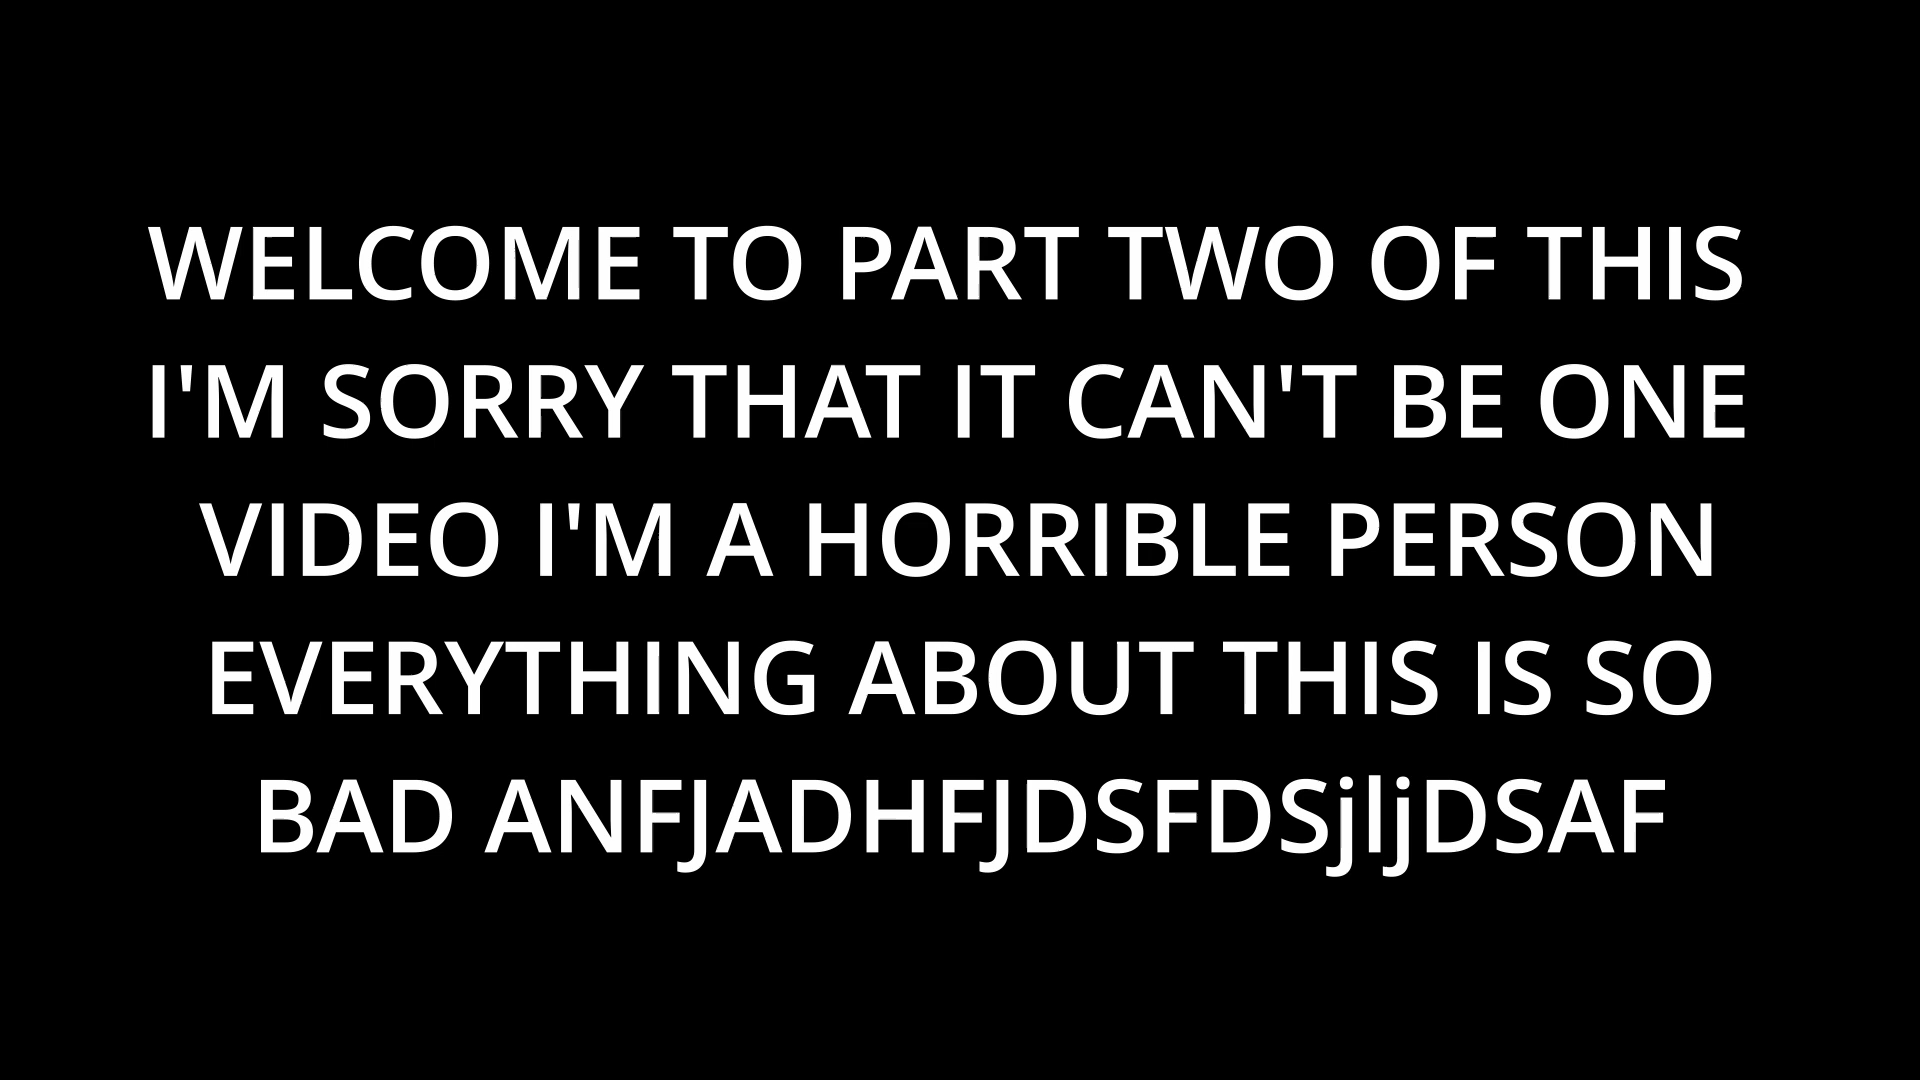 WELCOME TO PART TWO OF THIS
I'M SORRY THAT IT CAN'T BE ONE
VIDEO I'M A HORRIBLE PERSON
EVERYTHING ABOUT THIS IS SO
BAD ANFJADHFJDSFDSjljDSAF